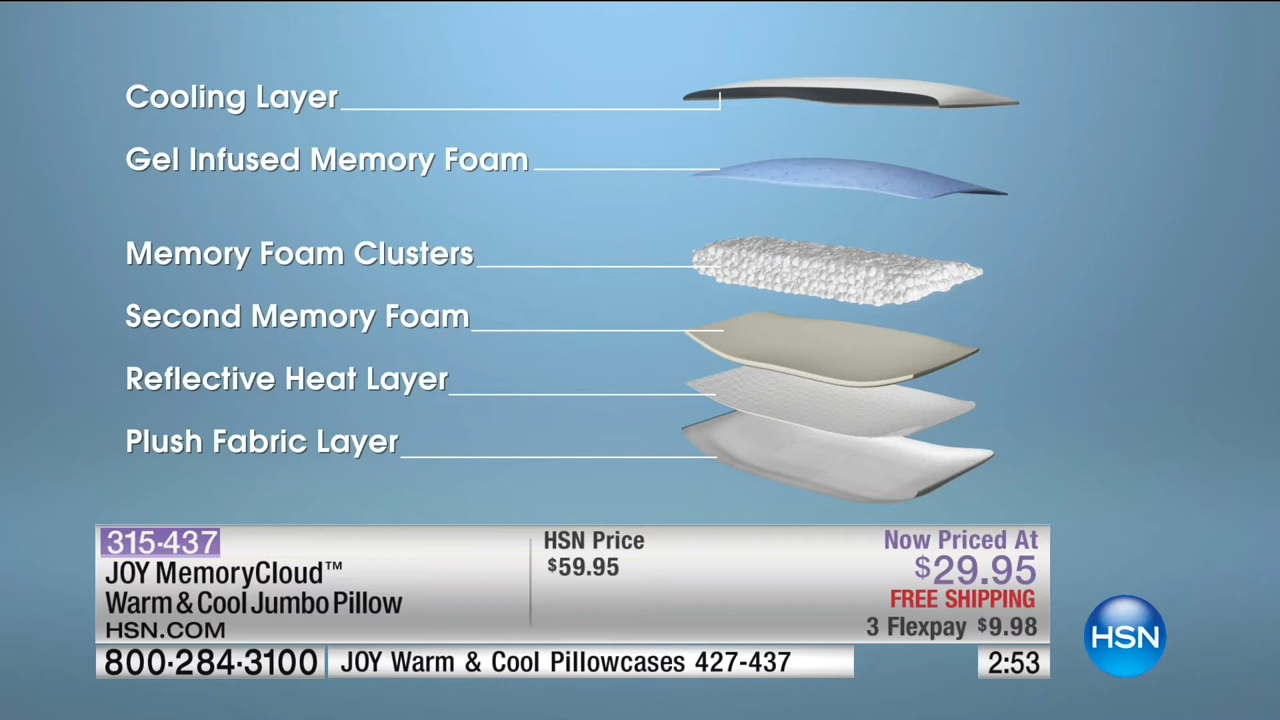 Cooling Layer
Gel Infused Memory Foam
Memory Foam Clusters
Second Memory Foam
Reflective Heat Layer
Plush Fabric Layer
315-437
JOY MemoryCloud™
Warm & Cool Jumbo Pillow
HSN.COM
HSN Price
$59.95
Now Priced At
$29.95
FREE SHIPPING
3 Flexpay $9.98
800·284·3100
JOY Warm & Cool Pillowcases 427-437
2:53
HSN